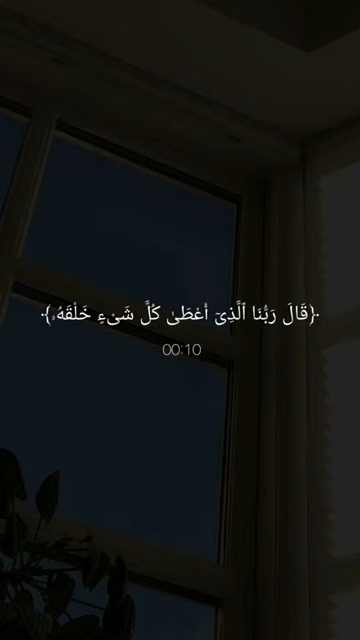 ﴿قَالَ رَبُّنَا ٱلَّذِىٓ أَعْطَىٰ كُلَّ شَىْءٍ خَلْقَهُۥ﴾
00:10